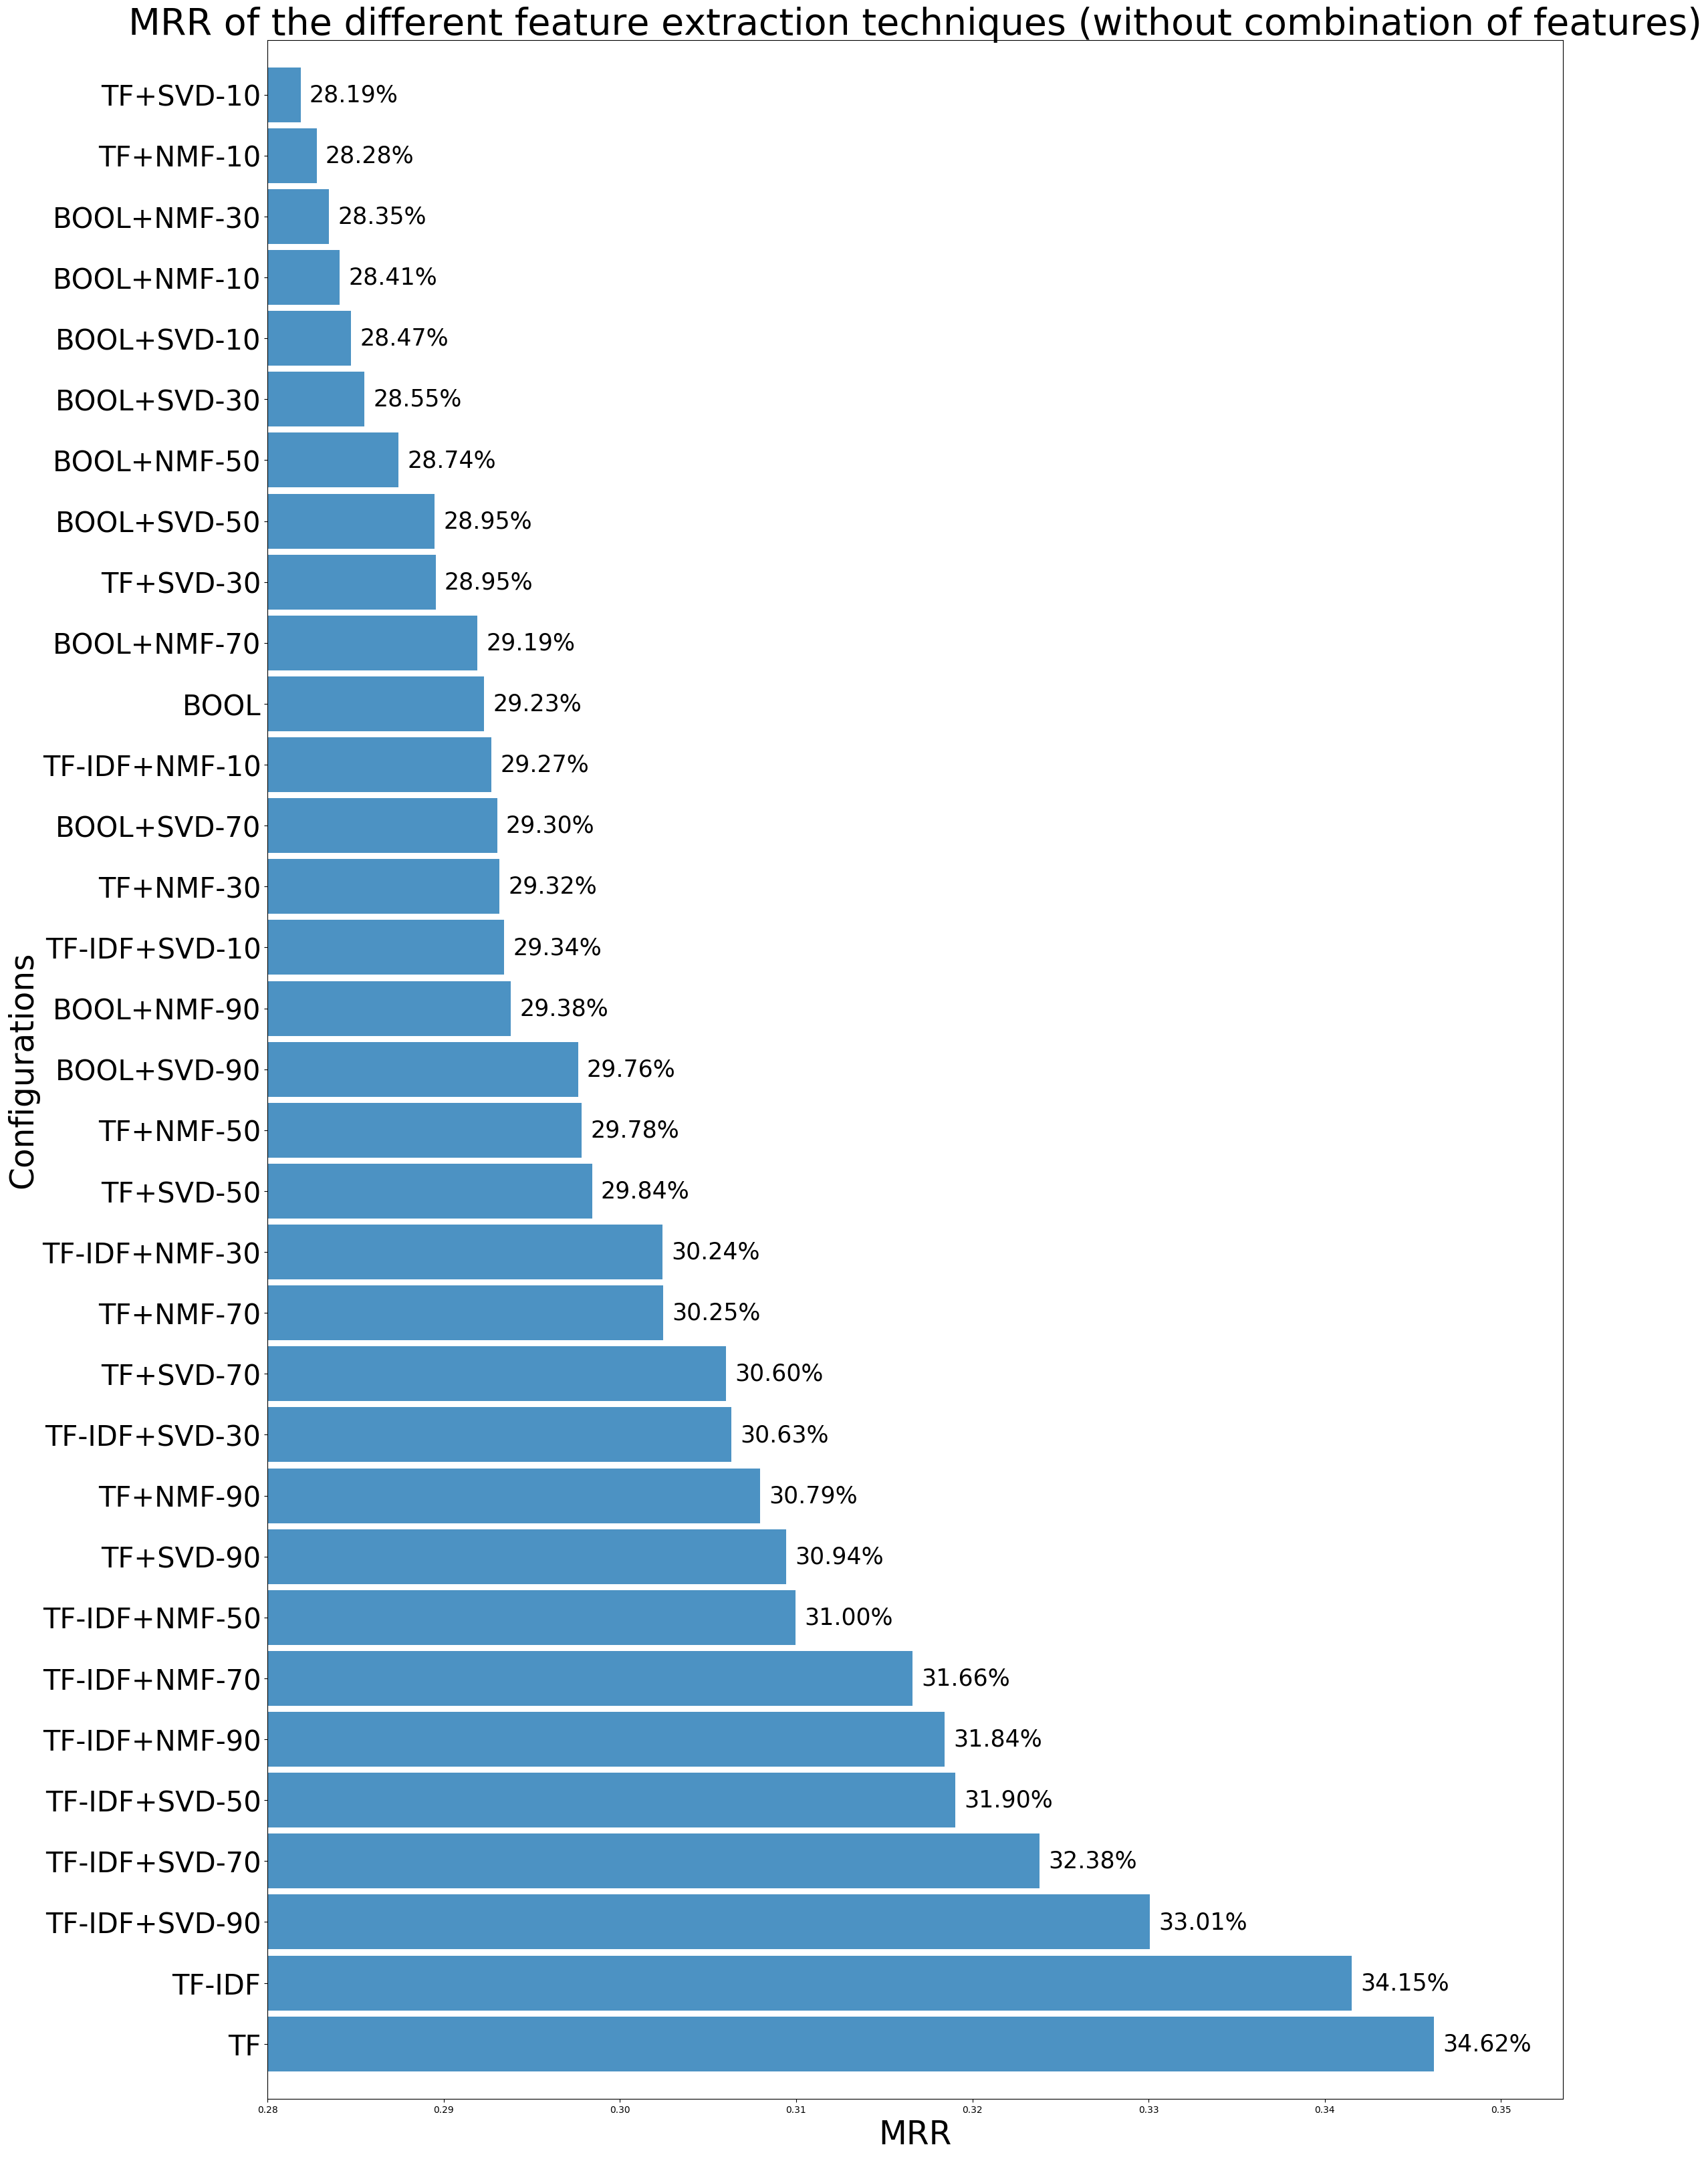 MRR of the different feature extraction techniques (without combination of features)
Configurations
TF+SVD-10 28.19%
TF+NMF-10 28.28%
BOOL+NMF-30 28.35%
BOOL+NMF-10 28.41%
BOOL+SVD-10 28.47%
BOOL+SVD-30 28.55%
BOOL+NMF-50 28.74%
BOOL+SVD-50 28.95%
TF+SVD-30 28.95%
BOOL+NMF-70 29.19%
BOOL 29.23%
TF-IDF+NMF-10 29.27%
BOOL+SVD-70 29.30%
TF+NMF-30 29.32%
TF-IDF+SVD-10 29.34%
BOOL+NMF-90 29.38%
BOOL+SVD-90 29.76%
TF+NMF-50 29.78%
TF+SVD-50 29.84%
TF-IDF+NMF-30 30.24%
TF+NMF-70 30.25%
TF+SVD-70 30.60%
TF-IDF+SVD-30 30.63%
TF+NMF-90 30.79%
TF+SVD-90 30.94%
TF-IDF+NMF-50 31.00%
TF-IDF+NMF-70 31.66%
TF-IDF+NMF-90 31.84%
TF-IDF+SVD-50 31.90%
TF-IDF+SVD-70 32.38%
TF-IDF+SVD-90 33.01%
TF-IDF 34.15%
TF 34.62%
0.28 0.29 0.30 0.31 0.32 0.33 0.34 0.35
MRR